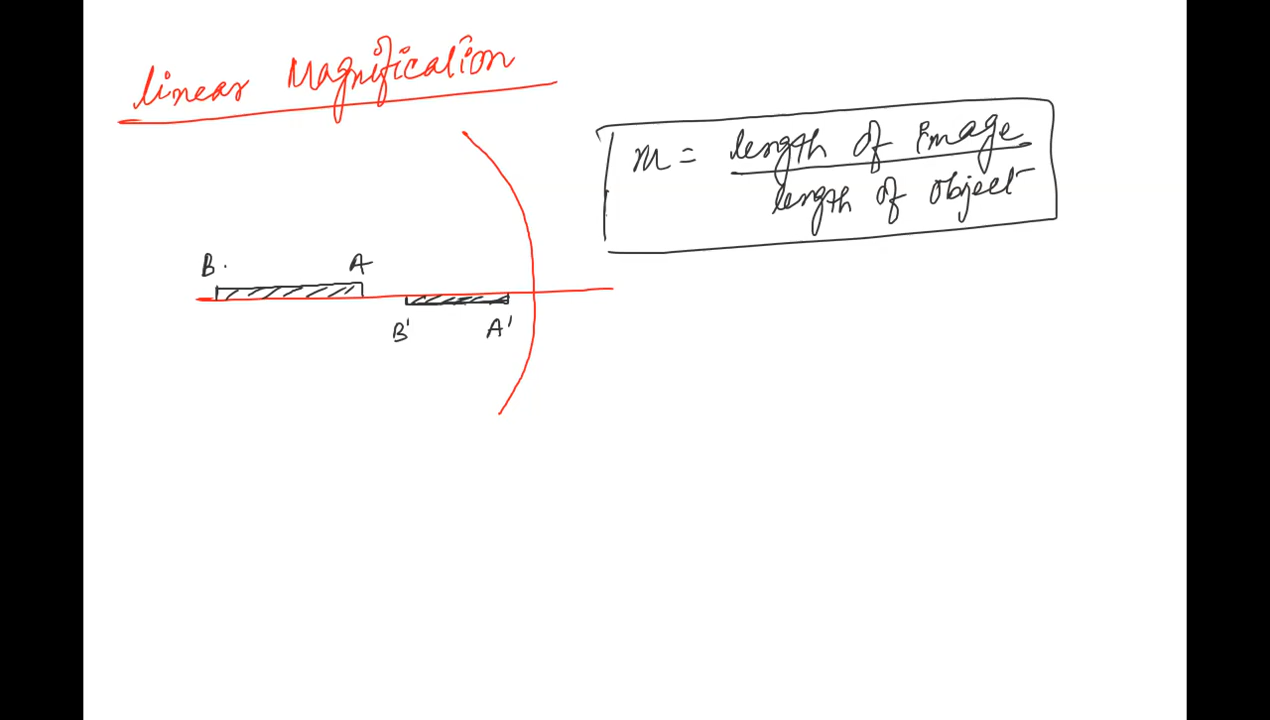 linear Magnification
m = length of Image
length of object
B. A
B' A'